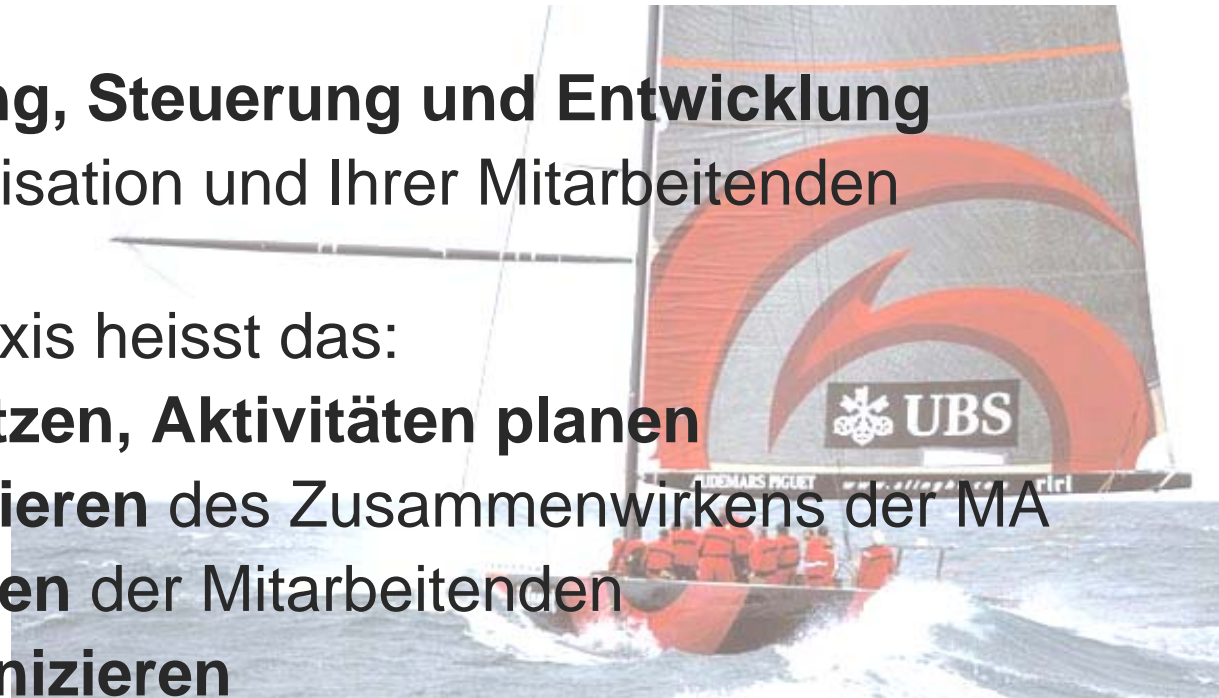 ng, Steuerung und Entwicklung
isation und Ihrer Mitarbeitenden
xis heisst das:
tzen, Aktivitäten planen
UBS
ieren des Zusammenwirkens der MA
en der Mitarbeitenden
nizieren